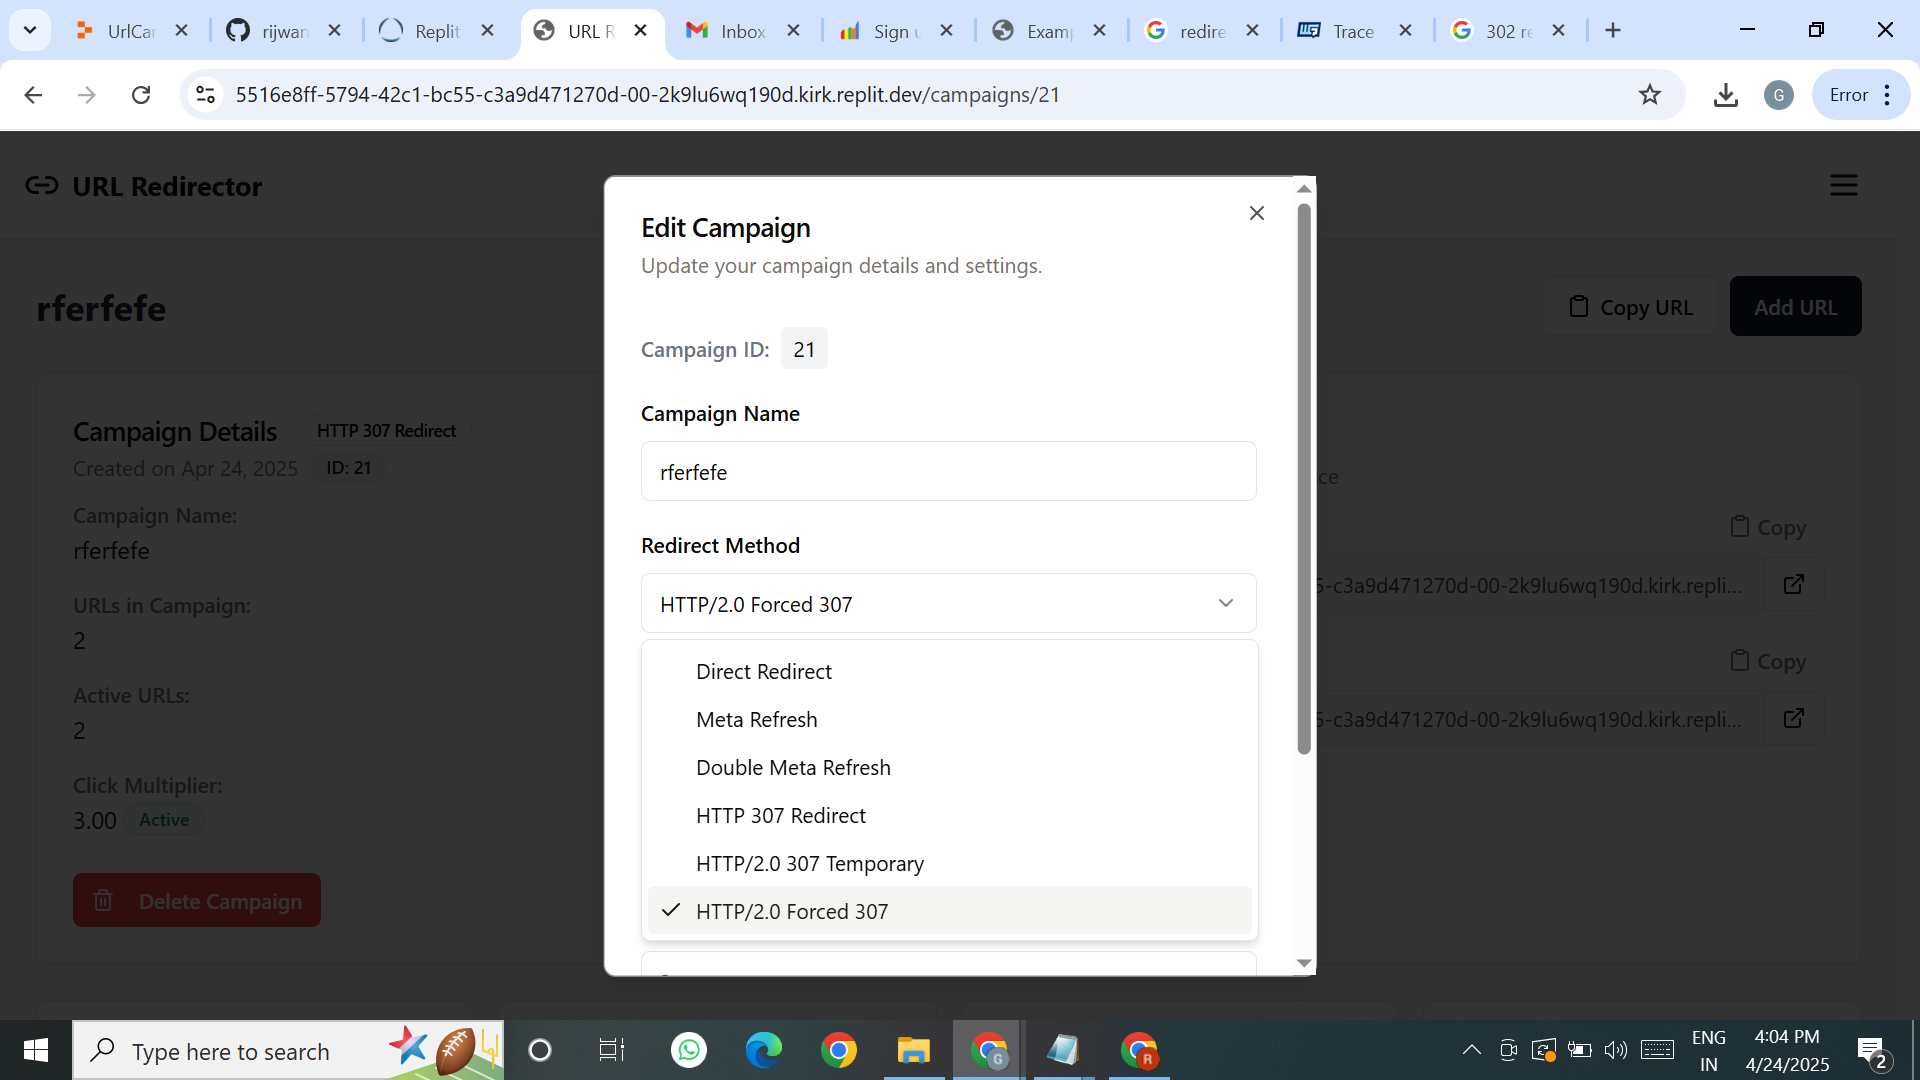 UrlCar
rijwan
Replit
URL R
Inbox
Sign u
Examp
redire
Trace
302 re
5516e8ff-5794-42c1-bc55-c3a9d471270d-00-2k9lu6wq190d.kirk.replit.dev/campaigns/21
G
Error
URL Redirector
rferfefe
Copy URL
Add URL
Campaign Details
HTTP 307 Redirect
Created on Apr 24, 2025
ID: 21
Campaign Name:
rferfefe
URLs in Campaign:
2
Active URLs:
2
Click Multiplier:
3.00 Active
Delete Campaign
Edit Campaign
Update your campaign details and settings.
Campaign ID: 21
Campaign Name
rferfefe
Redirect Method
HTTP/2.0 Forced 307
Direct Redirect
Meta Refresh
Double Meta Refresh
HTTP 307 Redirect
HTTP/2.0 307 Temporary
HTTP/2.0 Forced 307
ce
Copy
5-c3a9d471270d-00-2k9lu6wq190d.kirk.repli...
Copy
5-c3a9d471270d-00-2k9lu6wq190d.kirk.repli...
Type here to search
G
R
ENG
IN
4:04 PM
4/24/2025
2